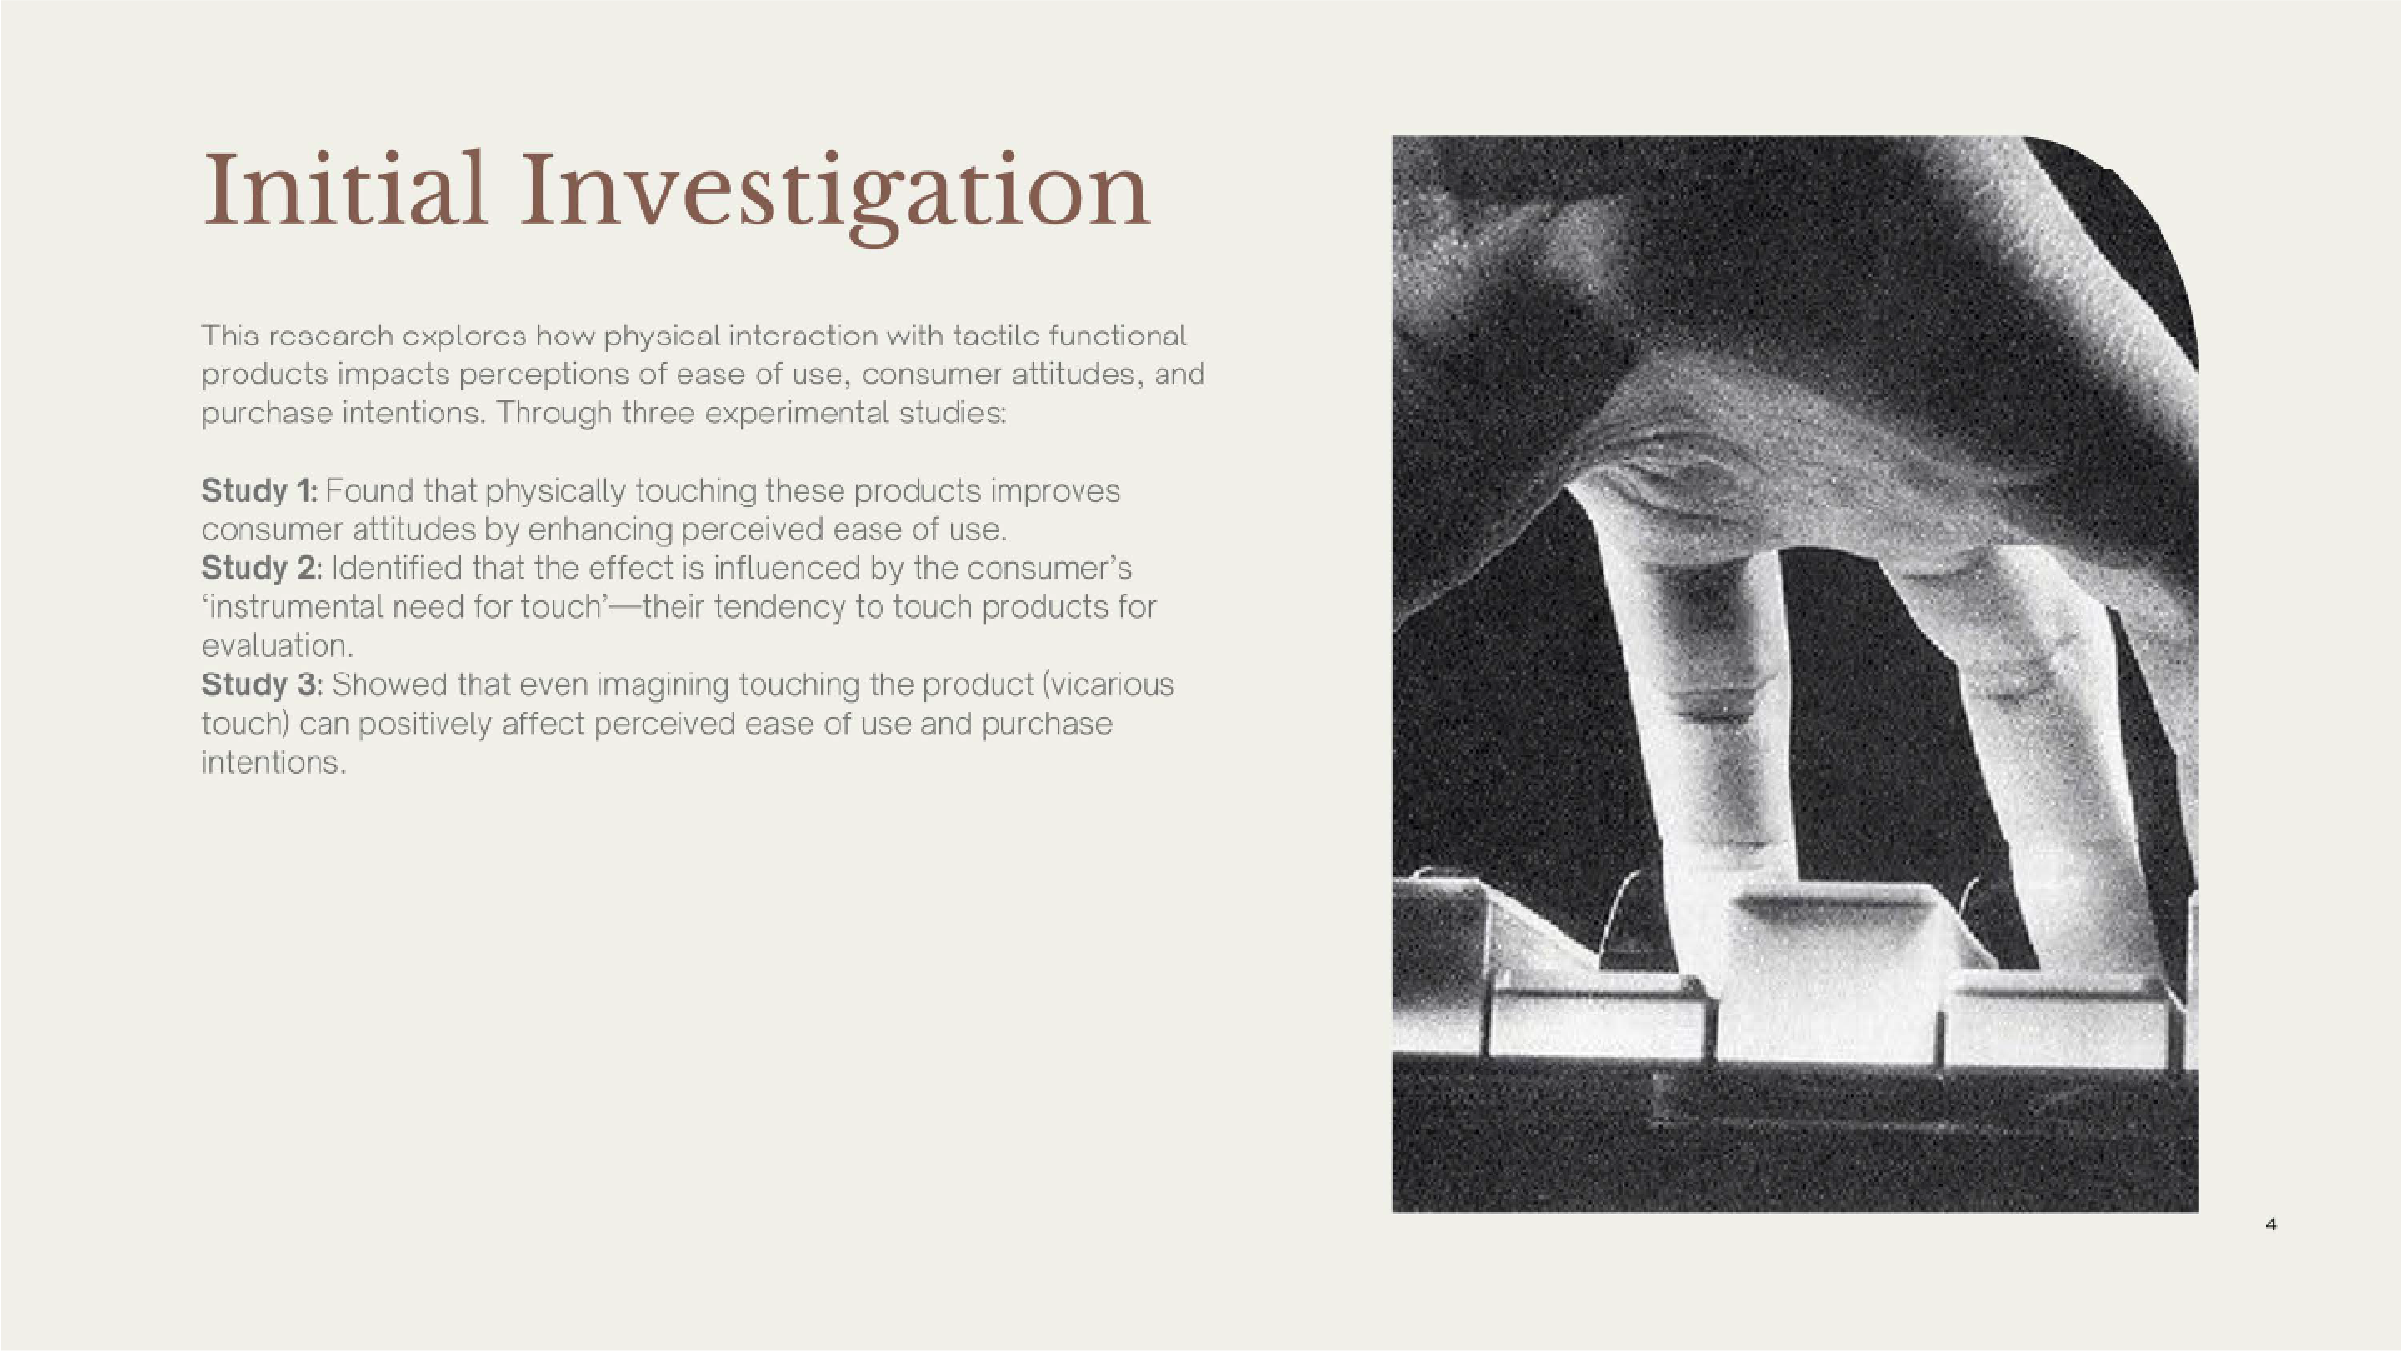 Initial Investigation
This research explores how physical interaction with tactile functional
products impacts perceptions of ease of use, consumer attitudes, and
purchase intentions. Through three experimental studies:
Study 1: Found that physically touching these products improves
consumer attitudes by enhancing perceived ease of use.
Study 2: Identified that the effect is influenced by the consumer’s
‘instrumental need for touch’—their tendency to touch products for
evaluation.
Study 3: Showed that even imagining touching the product (vicarious
touch) can positively affect perceived ease of use and purchase
intentions.
4